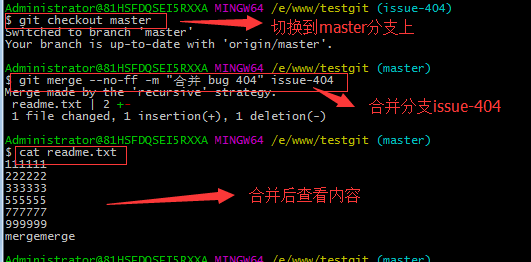 Administrator@81HSFDQSEI5RXXA MINGW64 /e/www/testgit (issue-404)
$ git checkout master
切换到master分支上
Switched to branch 'master'
Your branch is up-to-date with 'origin/master'.
Administrator@81HSFDQSEI5RXXA MINGW64 /e/www/testgit (master)
$ git merge --no-ff -m "合并 bug 404" issue-404
Merge made by the 'recursive' strategy.
readme.txt | 2 +-
合并分支issue-404
1 file changed, 1 insertion(+), 1 deletion(-)
Administrator@81HSFDQSEI5RXXA MINGW64 /e/www/testgit (master)
$ cat readme.txt
111111
222222
333333
合并后查看内容
555555
777777
999999
mergemerge
Administrator@81HSFDQSEI5RXXA MINGW64 /e/www/testgit (master)